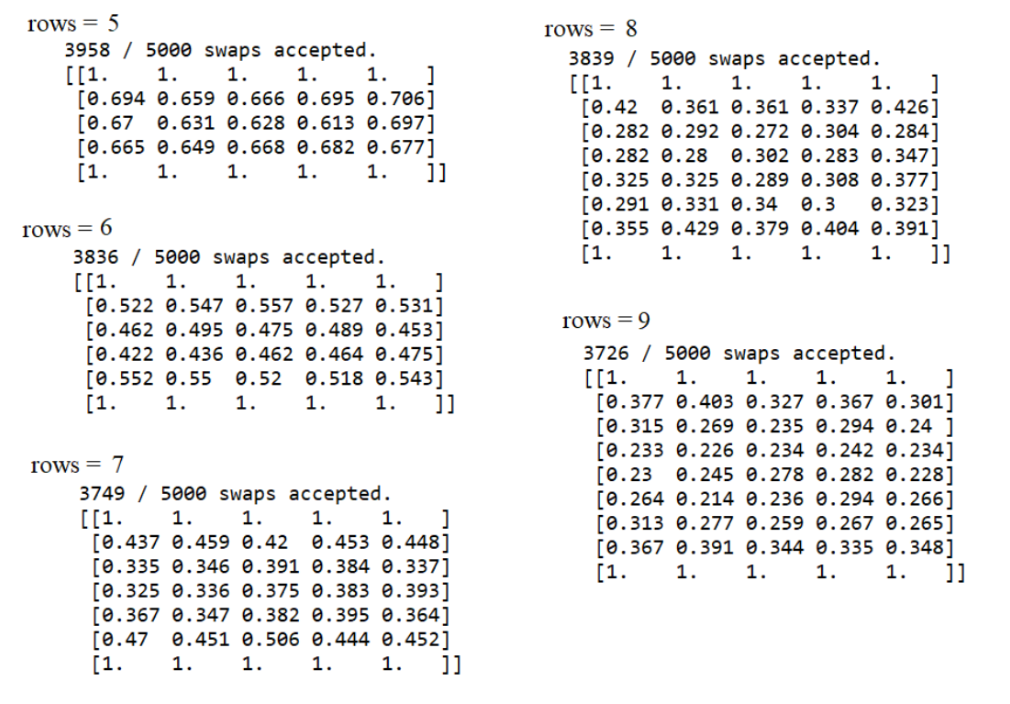 rows = 5
3958 / 5000 swaps accepted.
[[1.    1.    1.    1.    1.   ]
[0.694 0.659 0.666 0.695 0.706]
[0.67  0.631 0.628 0.613 0.697]
[0.665 0.649 0.668 0.682 0.677]
[1.    1.    1.    1.    1.   ]]
rows = 6
3836 / 5000 swaps accepted.
[[1.    1.    1.    1.    1.   ]
[0.522 0.547 0.557 0.527 0.531]
[0.462 0.495 0.475 0.489 0.453]
[0.422 0.436 0.462 0.464 0.475]
[0.552 0.55  0.52  0.518 0.543]
[1.    1.    1.    1.    1.   ]]
rows = 7
3749 / 5000 swaps accepted.
[[1.    1.    1.    1.    1.   ]
[0.437 0.459 0.42  0.453 0.448]
[0.335 0.346 0.391 0.384 0.337]
[0.325 0.336 0.375 0.383 0.393]
[0.367 0.347 0.382 0.395 0.364]
[0.47  0.451 0.506 0.444 0.452]
[1.    1.    1.    1.    1.   ]]
rows = 8
3839 / 5000 swaps accepted.
[[1.    1.    1.    1.    1.   ]
[0.42  0.361 0.361 0.337 0.426]
[0.282 0.292 0.272 0.304 0.284]
[0.282 0.28  0.302 0.283 0.347]
[0.325 0.325 0.289 0.308 0.377]
[0.291 0.331 0.34  0.3   0.323]
[0.355 0.429 0.379 0.404 0.391]
[1.    1.    1.    1.    1.   ]]
rows = 9
3726 / 5000 swaps accepted.
[[1.    1.    1.    1.    1.   ]
[0.377 0.403 0.327 0.367 0.301]
[0.315 0.269 0.235 0.294 0.24 ]
[0.233 0.226 0.234 0.242 0.234]
[0.23  0.245 0.278 0.282 0.228]
[0.264 0.214 0.236 0.294 0.266]
[0.313 0.277 0.259 0.267 0.265]
[0.367 0.391 0.344 0.335 0.348]
[1.    1.    1.    1.    1.   ]]